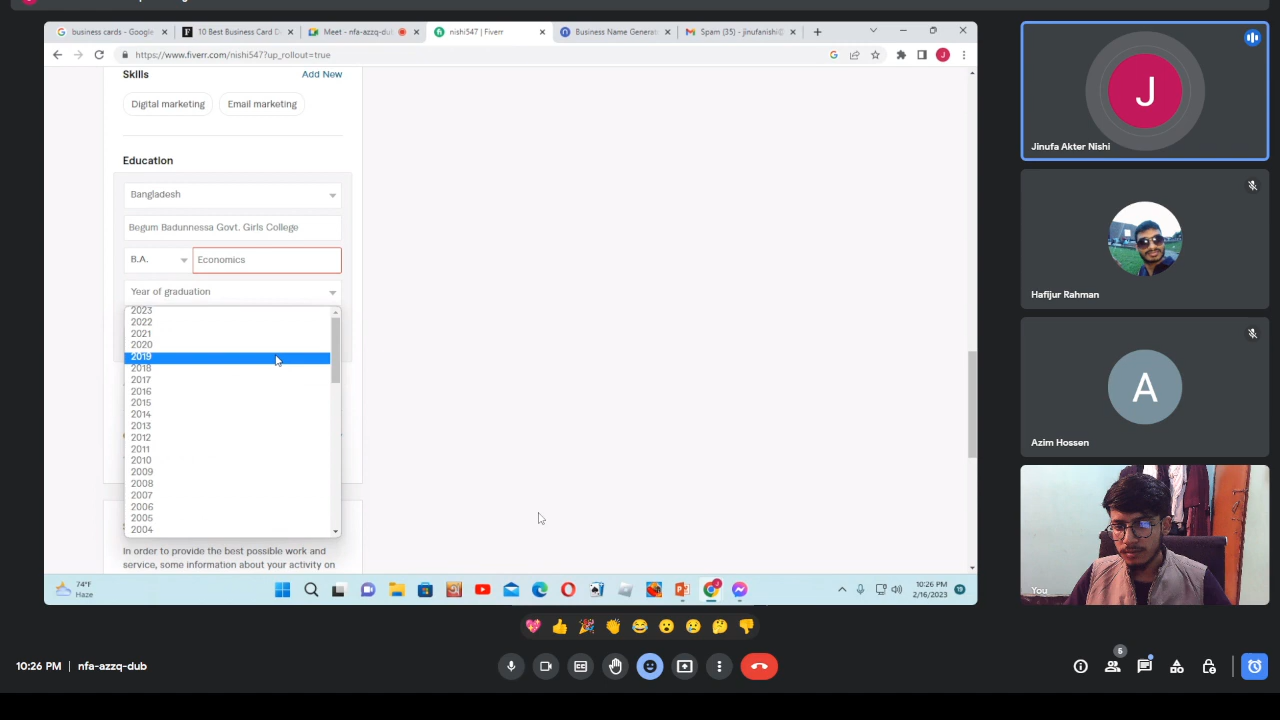 business cards - Google
10 Best Business Card D
Meet - nfa-azzq-dub
nishi547 | Fiverr
Business Name Generat
Spam (35) - jinufanishi@
https://www.fiverr.com/nishi547?up_rollout=true
J
Skills
Add New
Digital marketing
Email marketing
Education
Bangladesh
Begum Badunnessa Govt. Girls College
B.A.
Economics
Year of graduation
2023
2022
2021
2020
2019
2018
2017
2016
2015
2014
2013
2012
2011
2010
2009
2008
2007
2006
2005
2004
In order to provide the best possible work and
service, some information about your activity on
74°F
Haze
10:26 PM
2/16/2023
19
J
Jinufa Akter Nishi
Hafijur Rahman
A
Azim Hossen
You
10:26 PM | nfa-azzq-dub
6